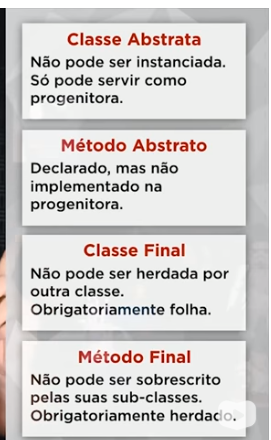 Classe Abstrata
Não pode ser instanciada.
Só pode servir como
progenitora.
Método Abstrato
Declarado, mas não
implementado na
progenitora.
Classe Final
Não pode ser herdada por
outra classe.
Obrigatoriamente folha.
Método Final
Não pode ser sobrescrito
pelas suas sub-classes.
Obrigatoriamente herdado.